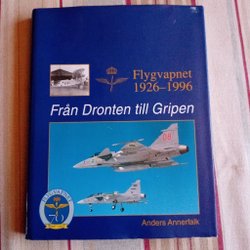 Flygvapnet
1926–1996
Från Dronten till Gripen
Anders Annerfalk